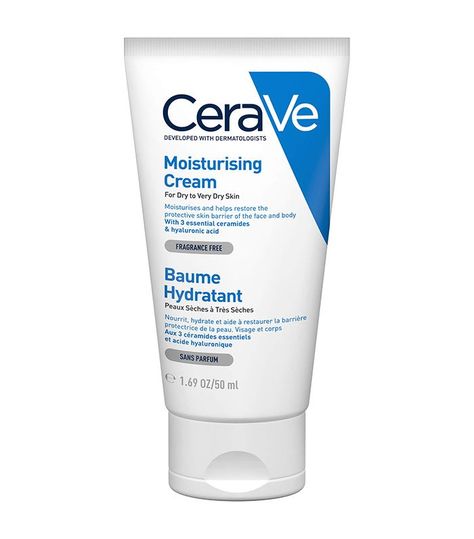 CeraVe
DEVELOPED WITH DERMATOLOGISTS
Moisturising
Cream
For Dry to Very Dry Skin
Moisturises and helps restore the
protective skin barrier of the face and body
With 3 essential ceramides
& hyaluronic acid
FRAGRANCE FREE
Baume
Hydratant
Peaux Sèches à Très Sèches
Nourrit, hydrate et aide à restaurer la barrière
protectrice de la peau. Visage et corps
Aux 3 céramides essentiels
et acide hyaluronique
SANS PARFUM
℮ 1.69 OZ/50 ml